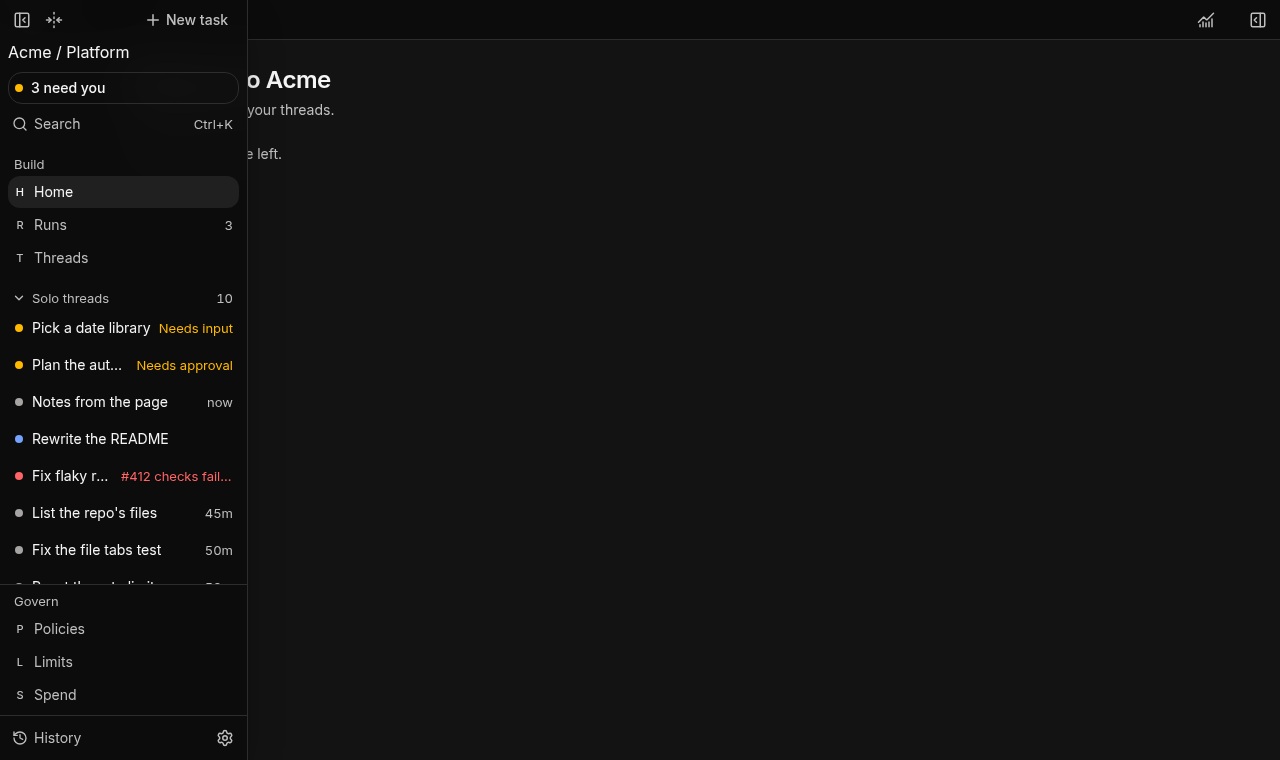 New task
Acme / Platform
3 need you
Search Ctrl+K
Build
H Home
R Runs 3
T Threads
Solo threads 10
Pick a date library Needs input
Plan the aut... Needs approval
Notes from the page now
Rewrite the README
Fix flaky r... #412 checks fail...
List the repo's files 45m
Fix the file tabs test 50m
Govern
P Policies
L Limits
S Spend
History
o Acme
your threads.
e left.